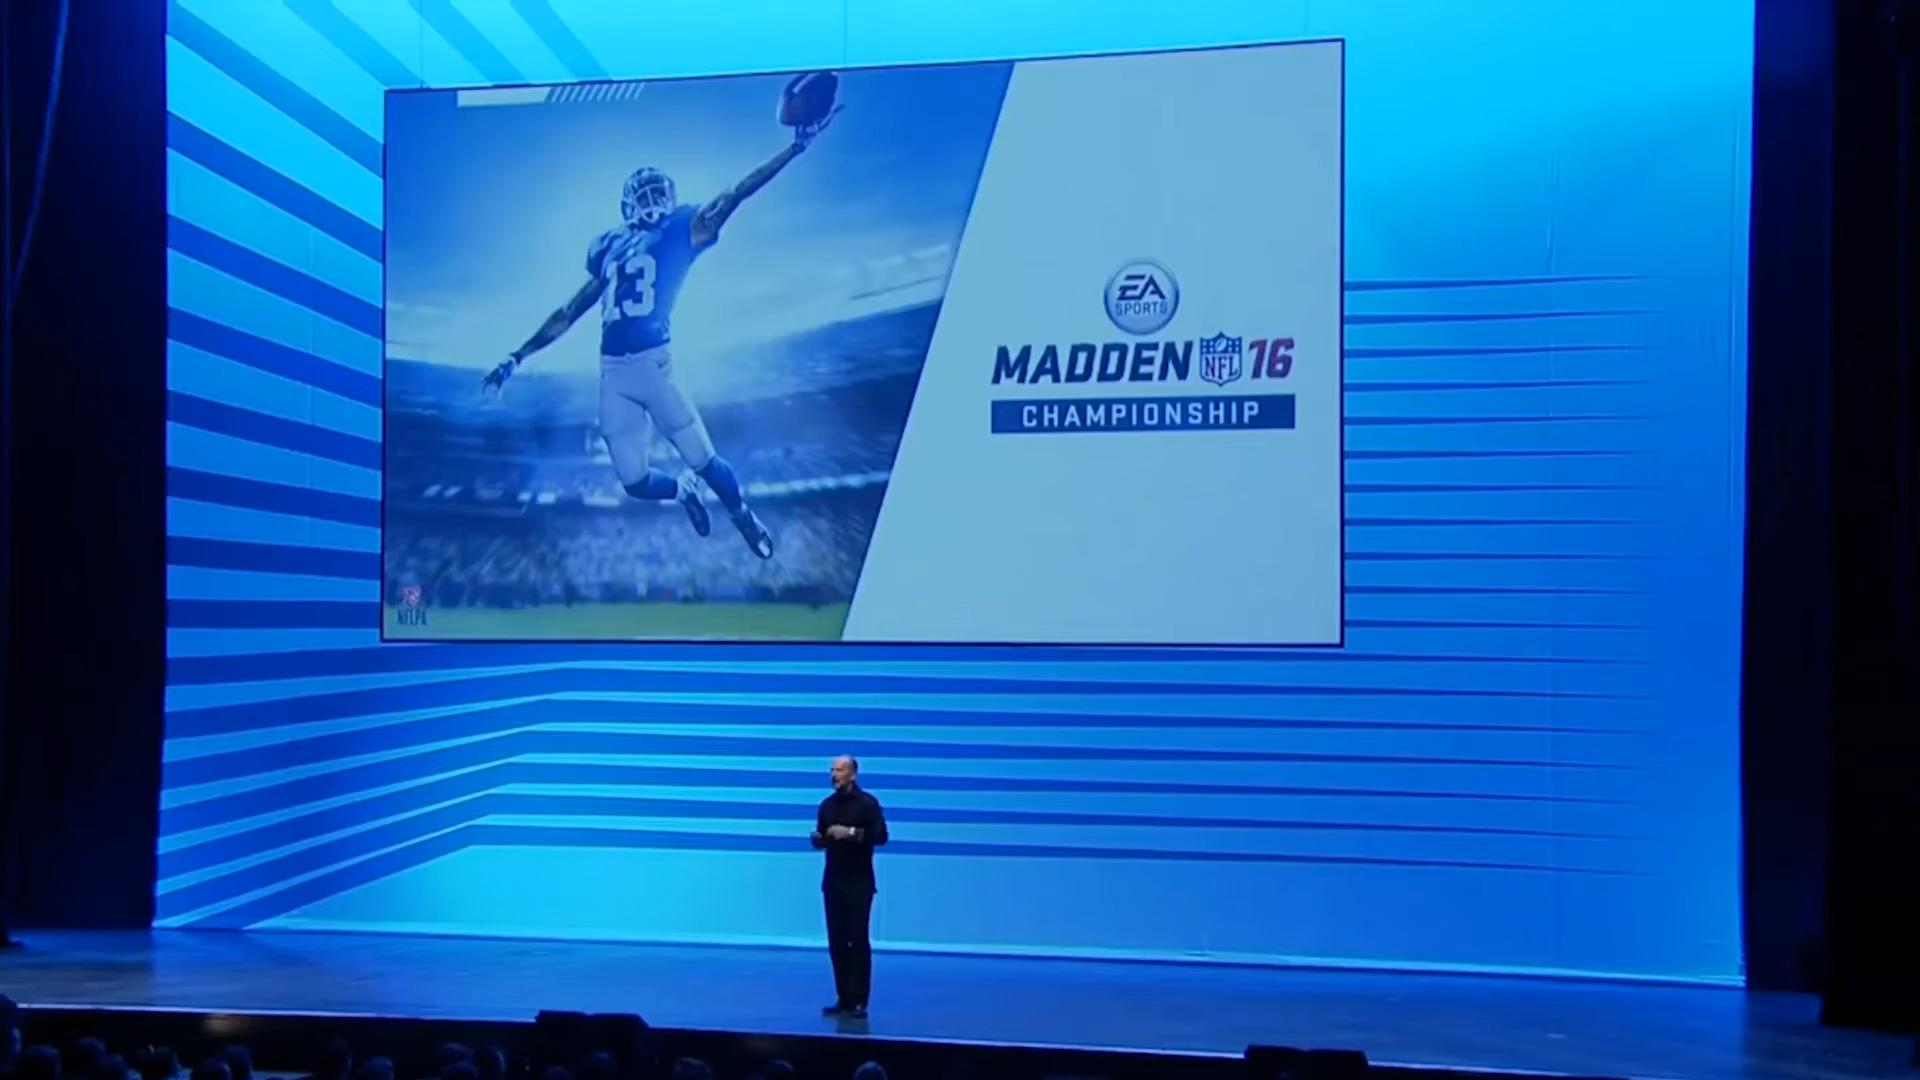 13
EA
SPORTS
MADDEN NFL 16
CHAMPIONSHIP
NFLPA